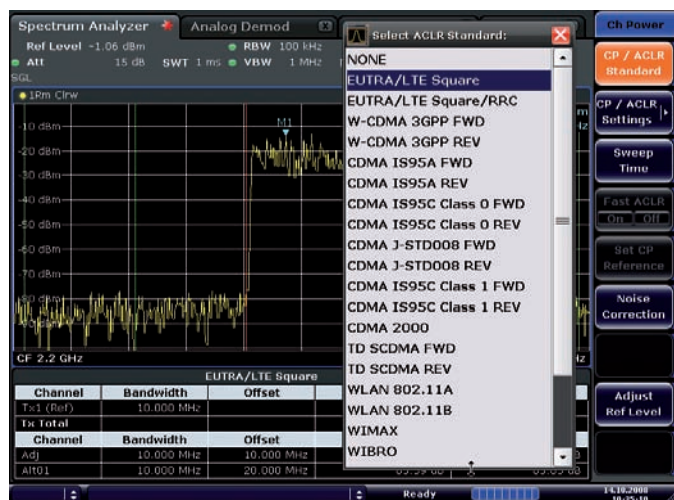 Spectrum Analyzer
Analog Demod
Ref Level -1.06 dBm
RBW 100 kHz
Att 15 dB SWT 1 ms VBW 1 MHz
SGL
1Rm Clrw
M1
-10 dBm
-20 dBm
-30 dBm
-40 dBm
-50 dBm
-60 dBm
-70 dBm
CF 2.2 GHz
EUTRA/LTE Square
Channel Bandwidth Offset
Tx1 (Ref) 10.000 MHz
Tx Total
Channel Bandwidth Offset
Adj 10.000 MHz 10.000 MHz
Alt01 10.000 MHz 20.000 MHz
Select ACLR Standard:
NONE
EUTRA/LTE Square
EUTRA/LTE Square/RRC
W-CDMA 3GPP FWD
W-CDMA 3GPP REV
CDMA IS95A FWD
CDMA IS95A REV
CDMA IS95C Class 0 FWD
CDMA IS95C Class 0 REV
CDMA J-STD008 FWD
CDMA J-STD008 REV
CDMA IS95C Class 1 FWD
CDMA IS95C Class 1 REV
CDMA 2000
TD SCDMA FWD
TD SCDMA REV
WLAN 802.11A
WLAN 802.11B
WIMAX
WIBRO
Ch Power
CP / ACLR
Standard
CP / ACLR
Settings
Sweep
Time
Fast ACLR
On Off
Set CP
Reference
Noise
Correction
Adjust
Ref Level
Ready
14.10.2008